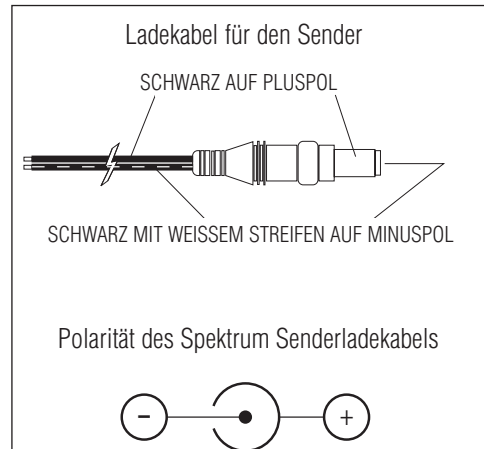 Ladekabel für den Sender
SCHWARZ AUF PLUSPOL
SCHWARZ MIT WEISSEM STREIFEN AUF MINUSPOL
Polarität des Spektrum Senderladekabels
- +